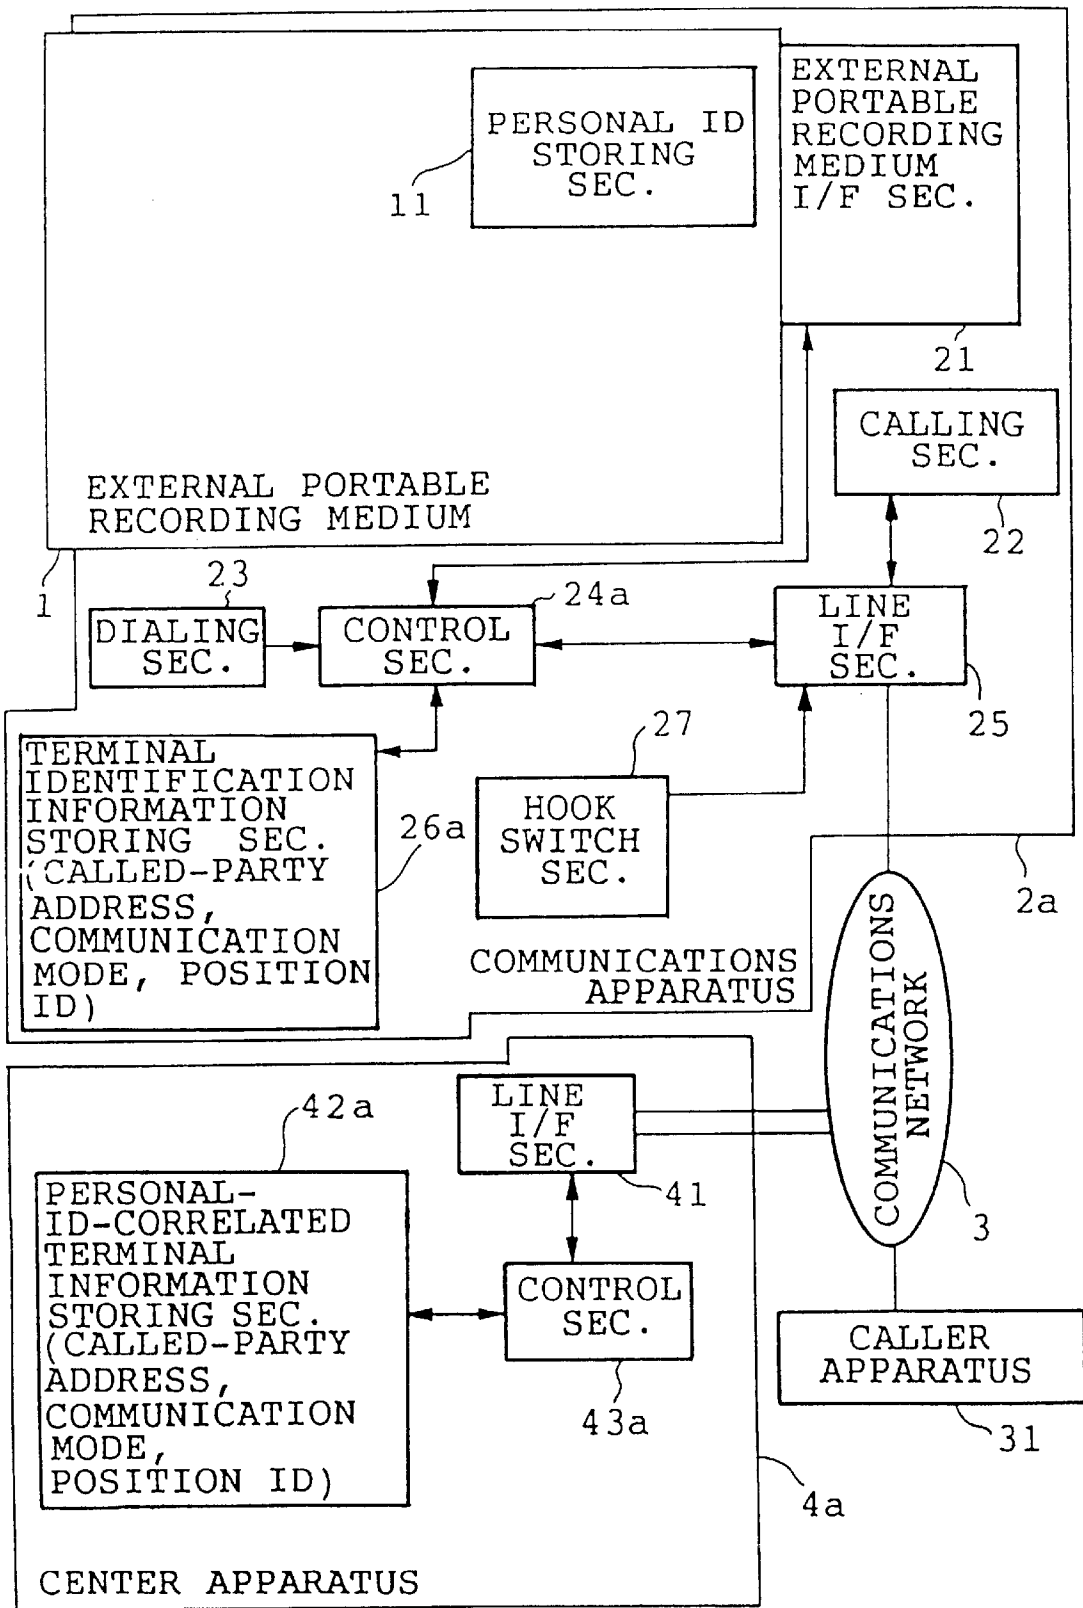 PERSONAL ID
STORING
SEC.
11
EXTERNAL
PORTABLE
RECORDING
MEDIUM
I/F SEC.
21
CALLING
SEC.
22
EXTERNAL PORTABLE
RECORDING MEDIUM
1
23
DIALING
SEC.
24a
CONTROL
SEC.
LINE
I/F
SEC.
25
TERMINAL
IDENTIFICATION
INFORMATION
STORING SEC.
(CALLED-PARTY
ADDRESS,
COMMUNICATION
MODE, POSITION
ID)
26a
27
HOOK
SWITCH
SEC.
2a
COMMUNICATIONS
APPARATUS
COMMUNICATIONS
NETWORK
3
LINE
I/F
SEC.
41
42a
PERSONAL-
ID-CORRELATED
TERMINAL
INFORMATION
STORING SEC.
(CALLED-PARTY
ADDRESS,
COMMUNICATION
MODE,
POSITION ID)
CONTROL
SEC.
43a
CALLER
APPARATUS
31
4a
CENTER APPARATUS